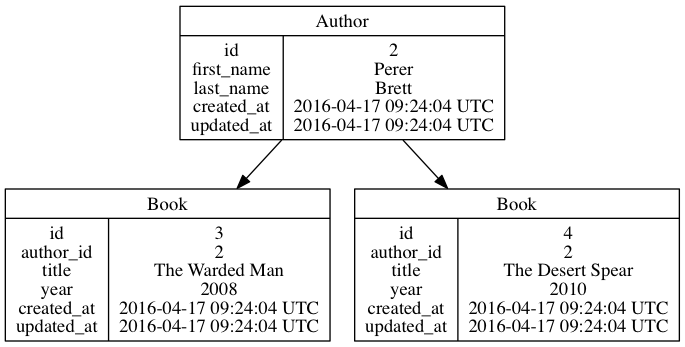 Author
id 2
first_name Perer
last_name Brett
created_at 2016-04-17 09:24:04 UTC
updated_at 2016-04-17 09:24:04 UTC
Book
id 3
author_id 2
title The Warded Man
year 2008
created_at 2016-04-17 09:24:04 UTC
updated_at 2016-04-17 09:24:04 UTC
Book
id 4
author_id 2
title The Desert Spear
year 2010
created_at 2016-04-17 09:24:04 UTC
updated_at 2016-04-17 09:24:04 UTC